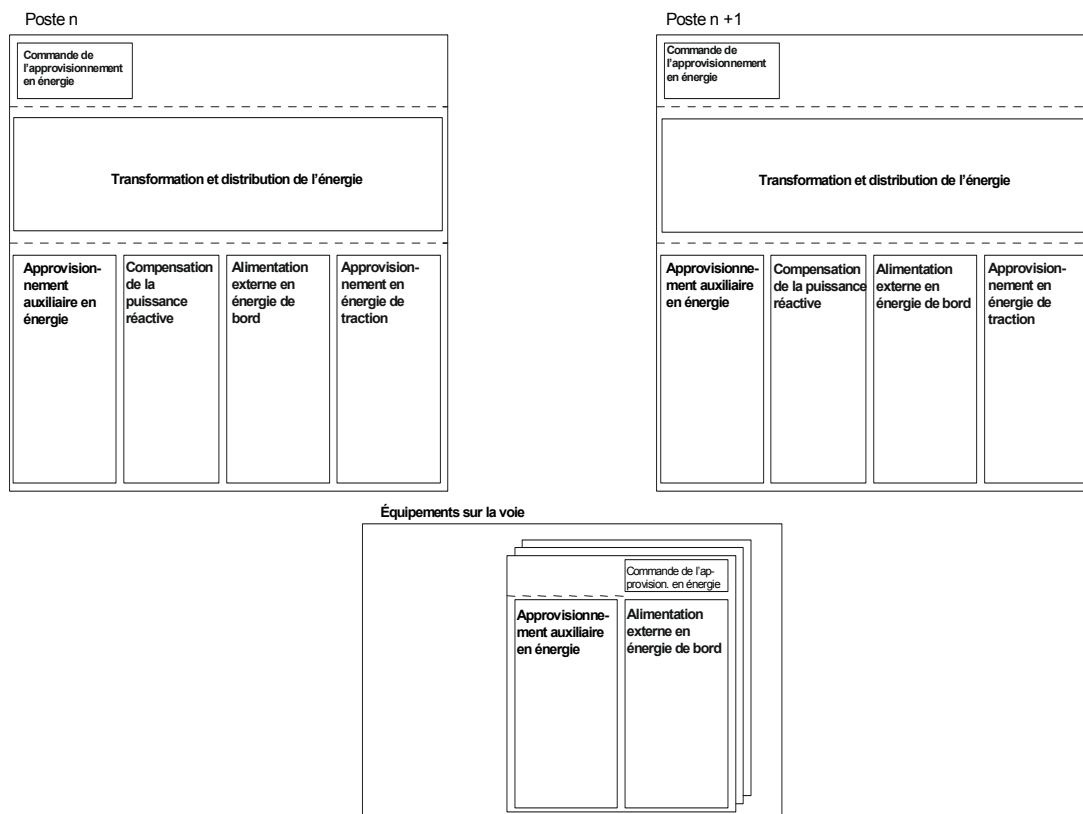 Poste n
Commande de
l'approvisionnement
en énergie
Transformation et distribution de l'énergie
Approvision-
nement
auxiliaire en
énergie
Compensation
de la
puissance
réactive
Alimentation
externe en
énergie de
bord
Approvision-
nement en
énergie de
traction
Poste n +1
Commande de
l'approvisionnement
en énergie
Transformation et distribution de l'énergie
Approvisionne-
ment auxiliaire
en énergie
Compensation
de la puissance
réactive
Alimentation
externe en
énergie de bord
Approvision-
nement en
énergie de
traction
Équipements sur la voie
Commande de l'ap-
provision. en énergie
Approvisionne-
ment auxiliaire
en énergie
Alimentation
externe en
énergie de bord